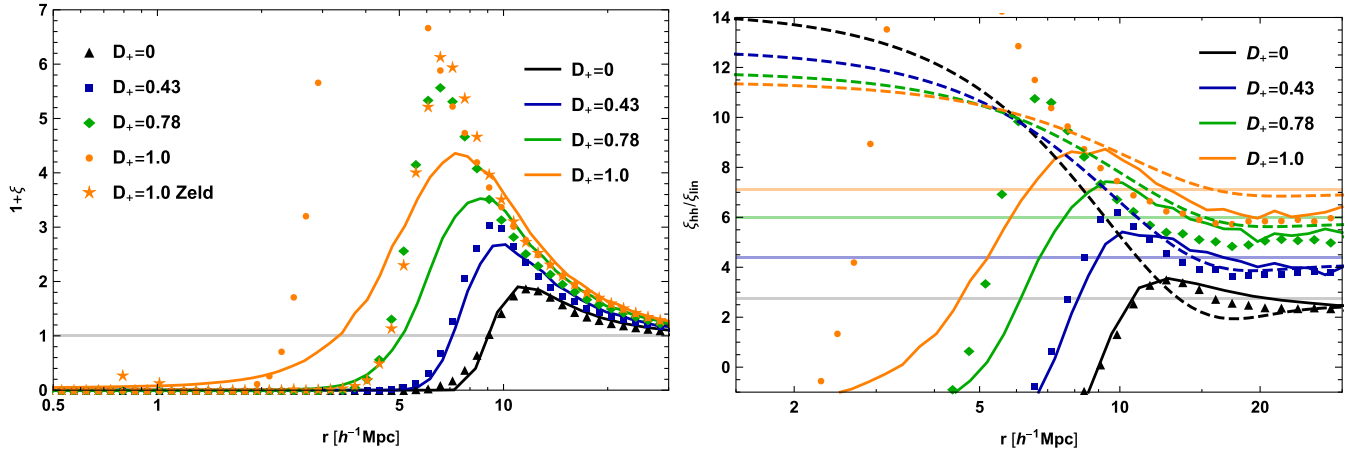 1+ξ
7
6
5
4
3
2
1
0
D₊=0
D₊=0.43
D₊=0.78
D₊=1.0
D₊=1.0 Zeld
D₊=0
D₊=0.43
D₊=0.78
D₊=1.0
0.5 1 5 10
r [h⁻¹Mpc]
ξhh/ξlin
14
12
10
8
6
4
2
0
D₊=0
D₊=0.43
D₊=0.78
D₊=1.0
2 5 10 20
r [h⁻¹Mpc]